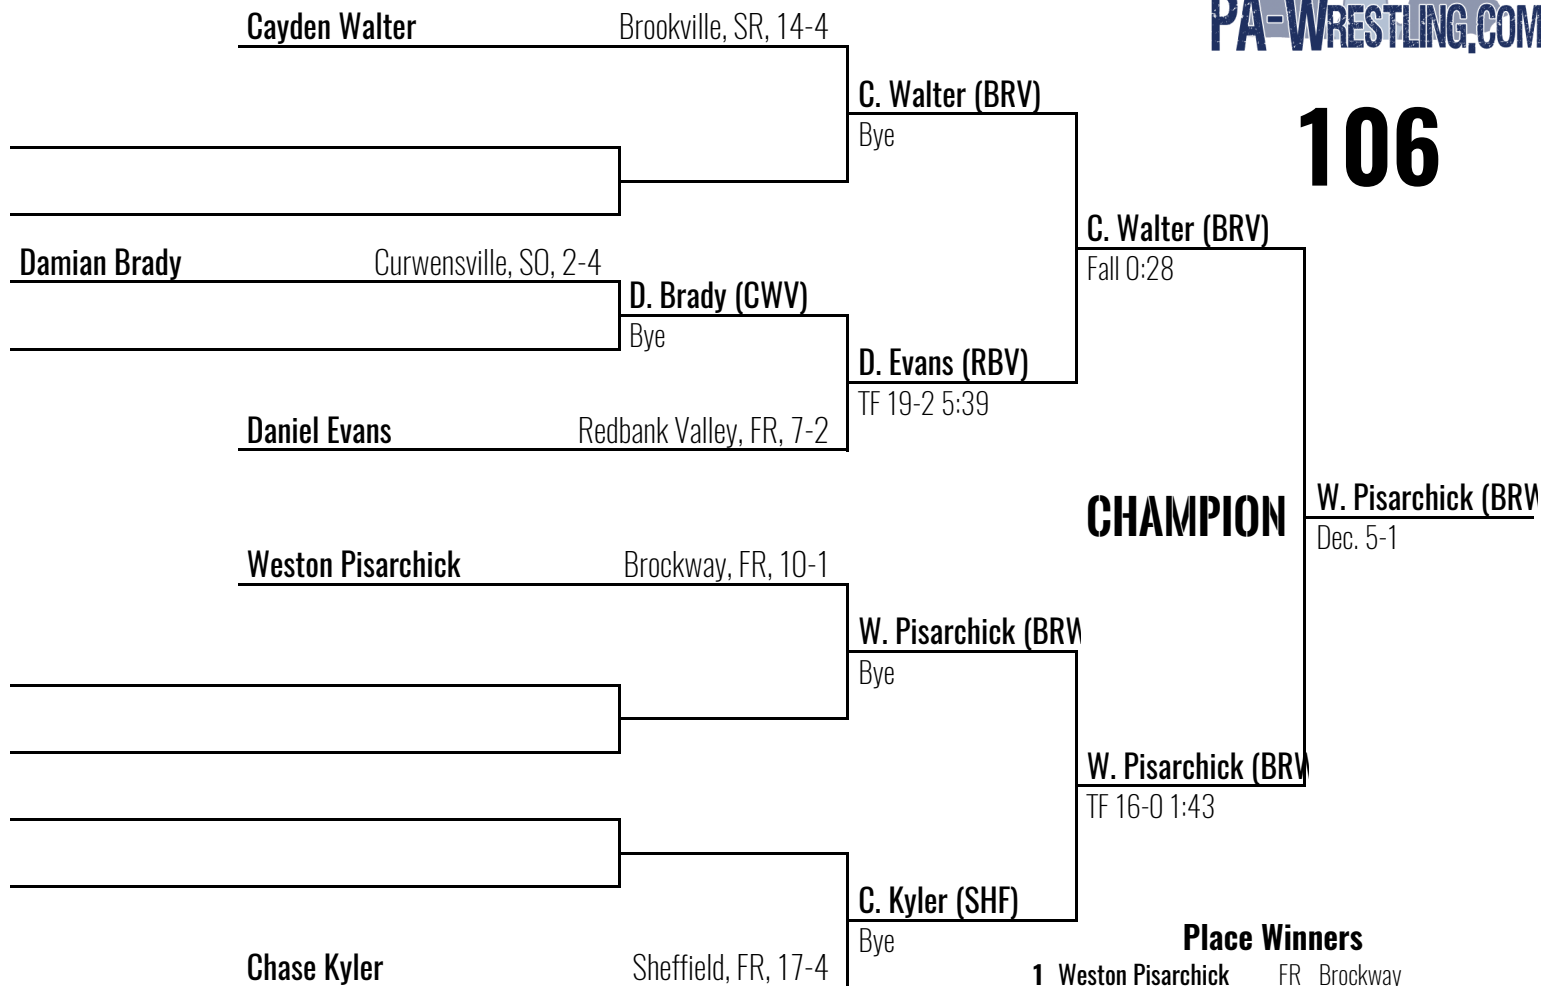 PA-WRESTLING.COM
106
Cayden Walter Brookville, SR, 14-4
C. Walter (BRV)
Bye
C. Walter (BRV)
Fall 0:28
Damian Brady Curwensville, SO, 2-4
D. Brady (CWV)
Bye
D. Evans (RBV)
TF 19-2 5:39
Daniel Evans Redbank Valley, FR, 7-2
CHAMPION
W. Pisarchick (BRW
Dec. 5-1
Weston Pisarchick Brockway, FR, 10-1
W. Pisarchick (BRW
Bye
W. Pisarchick (BRW
TF 16-0 1:43
C. Kyler (SHF)
Bye
Chase Kyler Sheffield, FR, 17-4
Place Winners
1 Weston Pisarchick FR Brockway